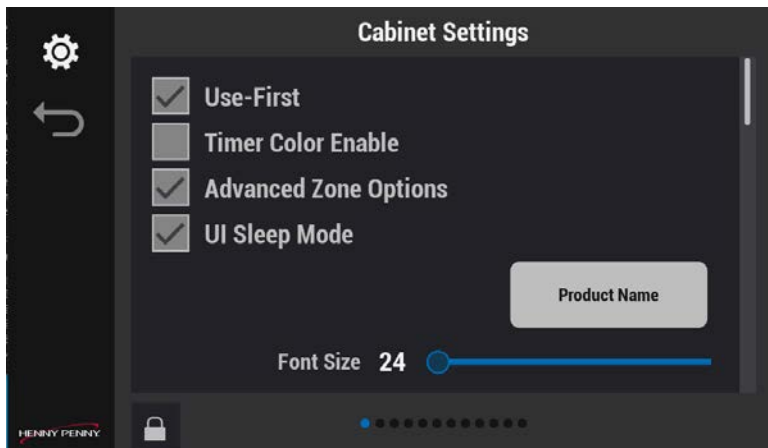 Cabinet Settings
Use-First
Timer Color Enable
Advanced Zone Options
UI Sleep Mode
Product Name
Font Size 24
HENNY PENNY